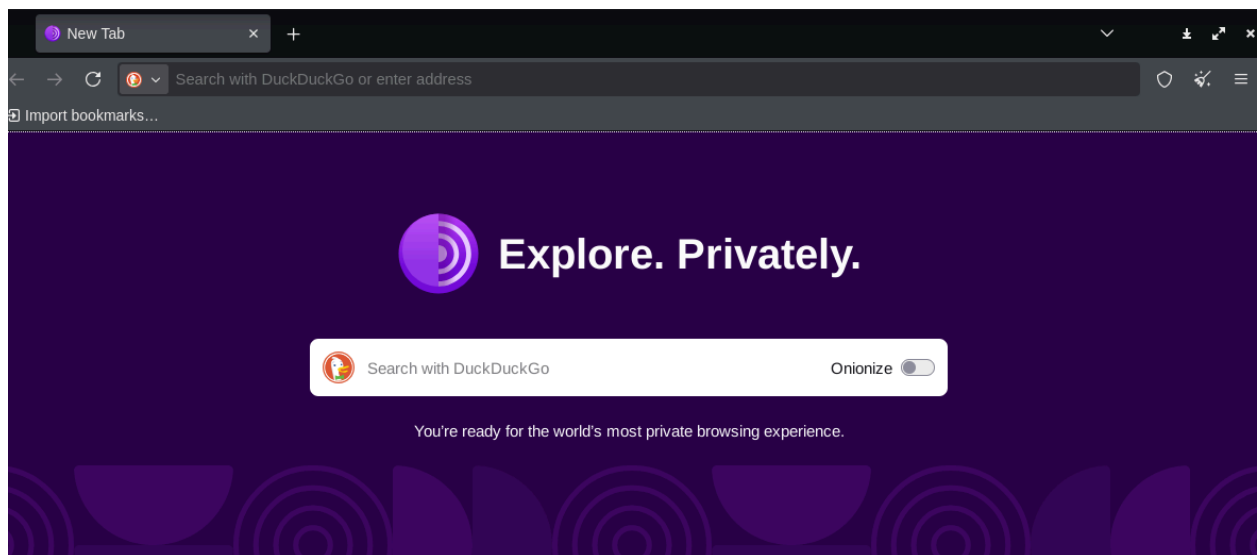 New Tab
Search with DuckDuckGo or enter address
Import bookmarks…
Explore. Privately.
Search with DuckDuckGo Onionize
You’re ready for the world’s most private browsing experience.